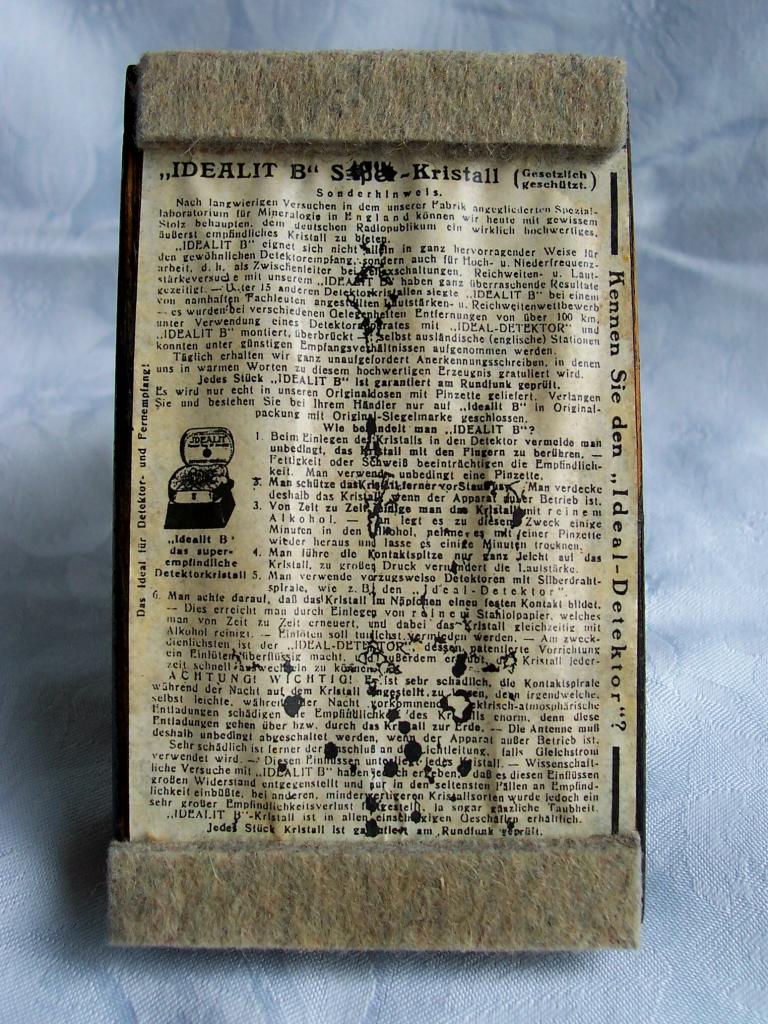 „IDEALIT B“ Super-Kristall (Gesetzlich geschützt.)
Sonderhinweis.
Nach langwierigen Versuchen in dem unserer Fabrik angegliederten Spezial-
laboratorium für Mineralogie in England können wir heute mit gewissem
Stolz behaupten, dem deutschen Radiopublikum ein wirklich hochwertiges,
äußerst empfindliches Kristall zu bieten.
„IDEALIT B“ eignet sich nicht allein in ganz hervorragender Weise für
den gewöhnlichen Detektorempfang, sondern auch für Hoch- u. Niederfrequenz-
arbeit, d. h. als Zwischenleiter bei Reflexschaltungen. Reichweiten- u. Laut-
stärkeversuche mit unserem „IDEALIT B“ haben ganz überraschende Resultate
gezeitigt. — Unter 15 anderen Detektorkristallen siegte „IDEALIT B“ bei einem
von namhaften Fachleuten angestellten Lautstärken- u. Reichweitenwettbewerb
— es wurden bei verschiedenen Gelegenheiten Entfernungen von über 100 km,
unter Verwendung eines Detektorapparates mit „IDEAL-DETEKTOR“ und
„IDEALIT B“ montiert, überbrückt — selbst ausländische (englische) Stationen
konnten unter günstigen Empfangsverhältnissen aufgenommen werden.
Täglich erhalten wir ganz unaufgefordert Anerkennungsschreiben, in denen
uns in warmen Worten zu diesem hochwertigen Erzeugnis gratuliert wird.
Jedes Stück „IDEALIT B“ ist garantiert am Rundfunk geprüft.
Es wird nur echt in unseren Originaldosen mit Pinzette geliefert. Verlangen
Sie und bestehen Sie bei Ihrem Händler nur auf „Idealit B“ in Original-
packung mit Original-Siegelmarke geschlossen.
Wie behandelt man „IDEALIT B“?
1. Beim Einlegen des Kristalls in den Detektor vermeide man
unbedingt, das Kristall mit den Fingern zu berühren. —
Fettigkeit oder Schweiß beeinträchtigen die Empfindlich-
keit. Man verwende unbedingt eine Pinzette.
2. Man schütze das Kristall ferner vor Staub. Man verdecke
deshalb das Kristall, wenn der Apparat außer Betrieb ist.
3. Von Zeit zu Zeit reinige man das Kristall mit reinem
Alkohol. — Man legt es zu diesem Zweck einige
Minuten in den Alkohol, nehme es mit einer Pinzette
wieder heraus und lasse es einige Minuten trocknen.
4. Man führe die Kontaktspitze nur ganz leicht auf das
Kristall, zu großer Druck vermindert die Lautstärke.
5. Man verwende vorzugsweise Detektoren mit Silberdraht-
spirale, wie z. B. den „Ideal-Detektor“.
6. Man achte darauf, daß das Kristall im Näpfchen einen festen Kontakt bildet.
— Dies erreicht man durch Einlegen von reinem Stanniolpapier, welches
man von Zeit zu Zeit erneuert, und dabei das Kristall gleichzeitig mit
Alkohol reinigt. — Einlöten soll tunlichst vermieden werden. — Am zweck-
dienlichsten ist der „IDEAL-DETEKTOR“, dessen patentierte Vorrichtung
ein Einlöten überflüssig macht, und außerdem erlaubt, das Kristall jeder-
zeit schnell auswechseln zu können.
ACHTUNG! WICHTIG! Es ist sehr schädlich, die Kontaktspirale
während der Nacht auf dem Kristall angestellt zu lassen, denn irgendwelche,
selbst leichte, während der Nacht vorkommende elektrisch-atmosphärische
Entladungen schädigen die Empfindlichkeit des Kristalls enorm, denn diese
Entladungen gehen über bzw. durch das Kristall zur Erde. — Die Antenne muß
deshalb unbedingt abgeschaltet werden, wenn der Apparat außer Betrieb ist.
Sehr schädlich ist ferner der Anschluß an Lichtleitung, falls Gleichstrom
verwendet wird. — Diesen Einflüssen unterliegt jedes Kristall. — Wissenschaft-
liche Versuche mit „IDEALIT B“ haben jedoch ergeben, daß es diesen Einflüssen
großen Widerstand entgegenstellt und nur in den seltensten Fällen an Empfind-
lichkeit einbüßte, bei anderen, minderwertigeren Kristallsorten wurde jedoch ein
sehr großer Empfindlichkeitsverlust festgestellt, ja sogar gänzliche Taubheit.
„IDEALIT B“-Kristall ist in allen einschlägigen Geschäften erhältlich.
Jedes Stück Kristall ist garantiert am Rundfunk geprüft.
IDEALIT
„Idealit B“
das super-
empfindliche
Detektorkristall
Das Ideal für Detektor- und Fernempfang!
Kennen Sie den „Ideal-Detektor“?